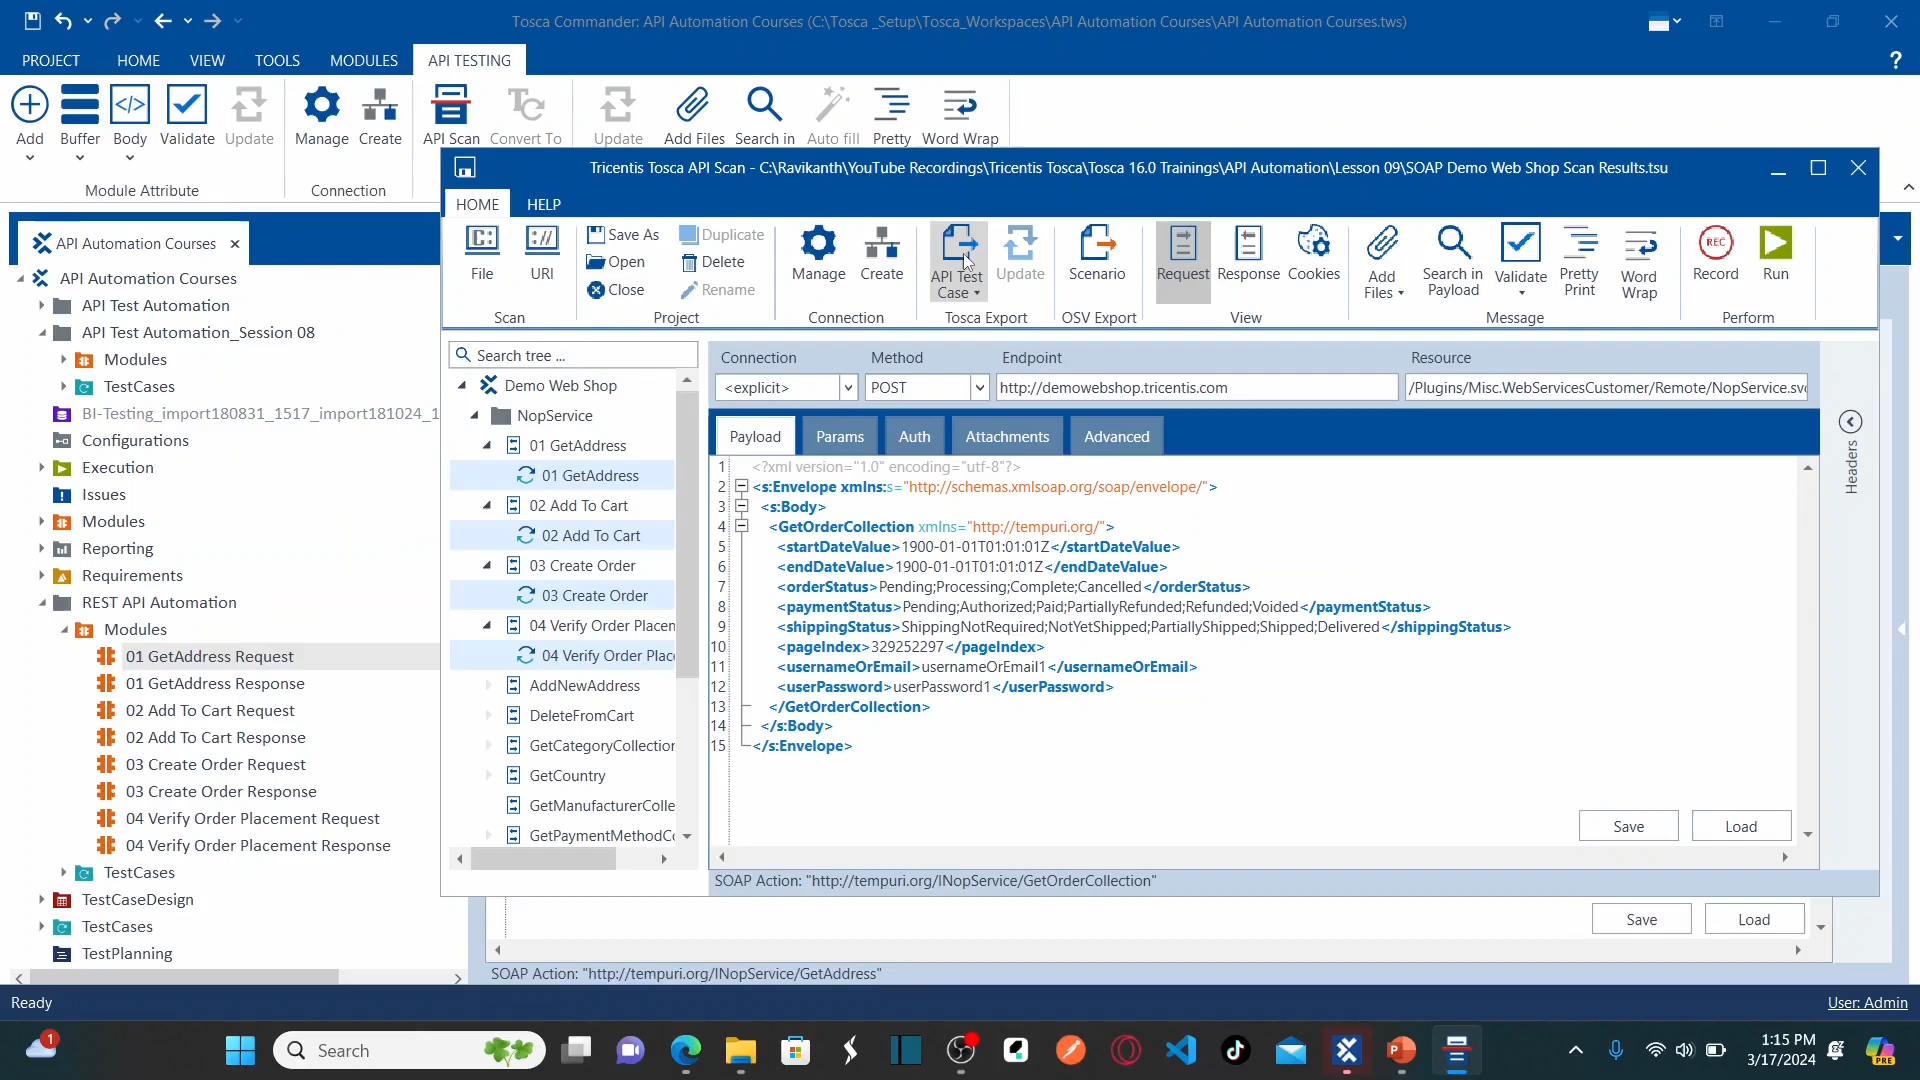 Tosca Commander: API Automation Courses (C:\Tosca _Setup\Tosca_Workspaces\API Automation Courses\API Automation Courses.tws)
PROJECT HOME VIEW TOOLS MODULES API TESTING
Add Buffer Body Validate Update Manage Create API Scan Convert To Update Add Files Search in Auto fill Pretty Word Wrap
Module Attribute Connection
Tricentis Tosca API Scan - C:\Ravikanth\YouTube Recordings\Tricentis Tosca\Tosca 16.0 Trainings\API Automation\Lesson 09\SOAP Demo Web Shop Scan Results.tsu
HOME HELP
File URI Save As Open Close Duplicate Delete Rename Manage Create API Test Case Update Scenario Request Response Cookies Add Files Search in Payload Validate Pretty Print Word Wrap Record Run
REC
Scan Project Connection Tosca Export OSV Export View Message Perform
API Automation Courses
API Automation Courses
API Test Automation
API Test Automation_Session 08
Modules
TestCases
BI-Testing_import180831_1517_import181024_1
Configurations
Execution
Issues
Modules
Reporting
Requirements
REST API Automation
Modules
01 GetAddress Request
01 GetAddress Response
02 Add To Cart Request
02 Add To Cart Response
03 Create Order Request
03 Create Order Response
04 Verify Order Placement Request
04 Verify Order Placement Response
TestCases
TestCaseDesign
TestCases
TestPlanning
Search tree ...
Demo Web Shop
NopService
01 GetAddress
01 GetAddress
02 Add To Cart
02 Add To Cart
03 Create Order
03 Create Order
04 Verify Order Placem
04 Verify Order Plac
AddNewAddress
DeleteFromCart
GetCategoryCollection
GetCountry
GetManufacturerColle
GetPaymentMethodCo
Connection Method Endpoint Resource
<explicit> POST http://demowebshop.tricentis.com /Plugins/Misc.WebServicesCustomer/Remote/NopService.svc
Payload Params Auth Attachments Advanced
Headers
1 <?xml version="1.0" encoding="utf-8"?>
2 <s:Envelope xmlns:s="http://schemas.xmlsoap.org/soap/envelope/">
3 <s:Body>
4 <GetOrderCollection xmlns="http://tempuri.org/">
5 <startDateValue>1900-01-01T01:01:01Z</startDateValue>
6 <endDateValue>1900-01-01T01:01:01Z</endDateValue>
7 <orderStatus>Pending;Processing;Complete;Cancelled</orderStatus>
8 <paymentStatus>Pending;Authorized;Paid;PartiallyRefunded;Refunded;Voided</paymentStatus>
9 <shippingStatus>ShippingNotRequired;NotYetShipped;PartiallyShipped;Shipped;Delivered</shippingStatus>
10 <pageIndex>329252297</pageIndex>
11 <usernameOrEmail>usernameOrEmail1</usernameOrEmail>
12 <userPassword>userPassword1</userPassword>
13 </GetOrderCollection>
14 </s:Body>
15 </s:Envelope>
Save Load
SOAP Action: "http://tempuri.org/INopService/GetOrderCollection"
Save Load
SOAP Action: "http://tempuri.org/INopService/GetAddress"
Ready User: Admin
1 Search 1:15 PM
3/17/2024
PRE